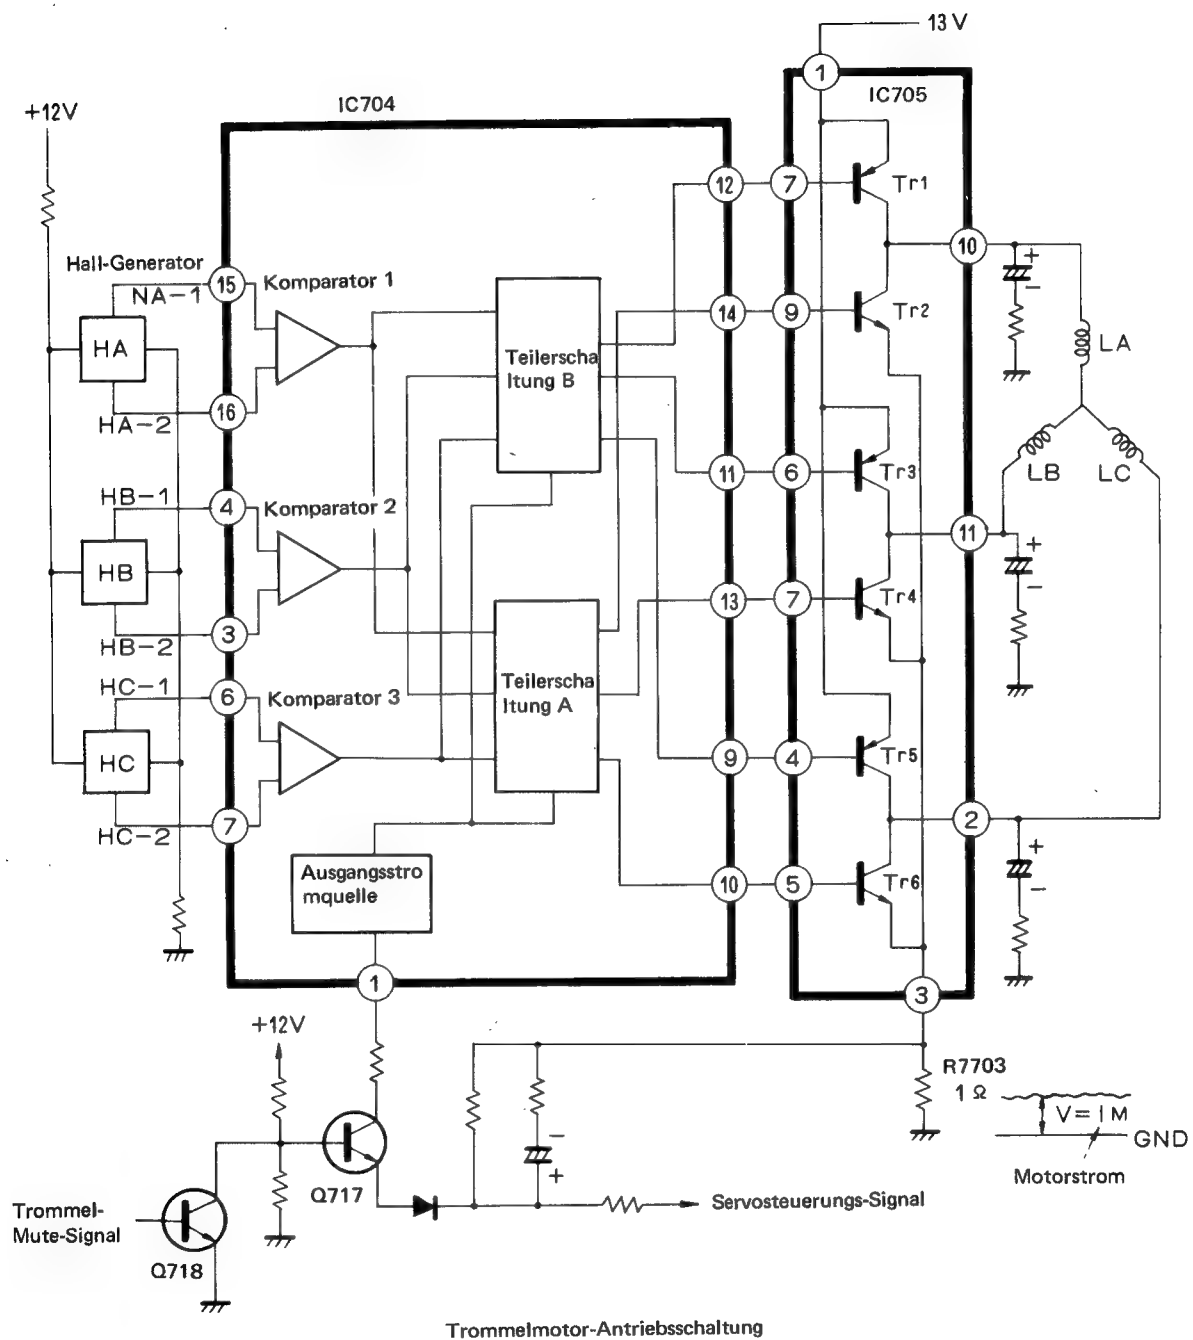 13 V
1
IC705
IC704
+12V
12
7
Tr1
10
+
-
Hall-Generator
NA-1
15
Komparator 1
HA
14
9
Tr2
LA
Teilerscha
ltung B
HA-2
16
11
6
Tr3
LB
LC
HB-1
4
Komparator 2
HB
11
+
-
13
7
Tr4
HB-2
3
HC-1
6
Komparator 3
Teilerscha
ltung A
HC
9
4
Tr5
HC-2
7
2
+
-
Ausgangsstro
mquelle
10
5
Tr6
1
3
+12V
R7703
1 Ω
V=IM
GND
Motorstrom
-
+
Q717
Servosteuerungs-Signal
Trommel-
Mute-Signal
Q718
Trommelmotor-Antriebsschaltung